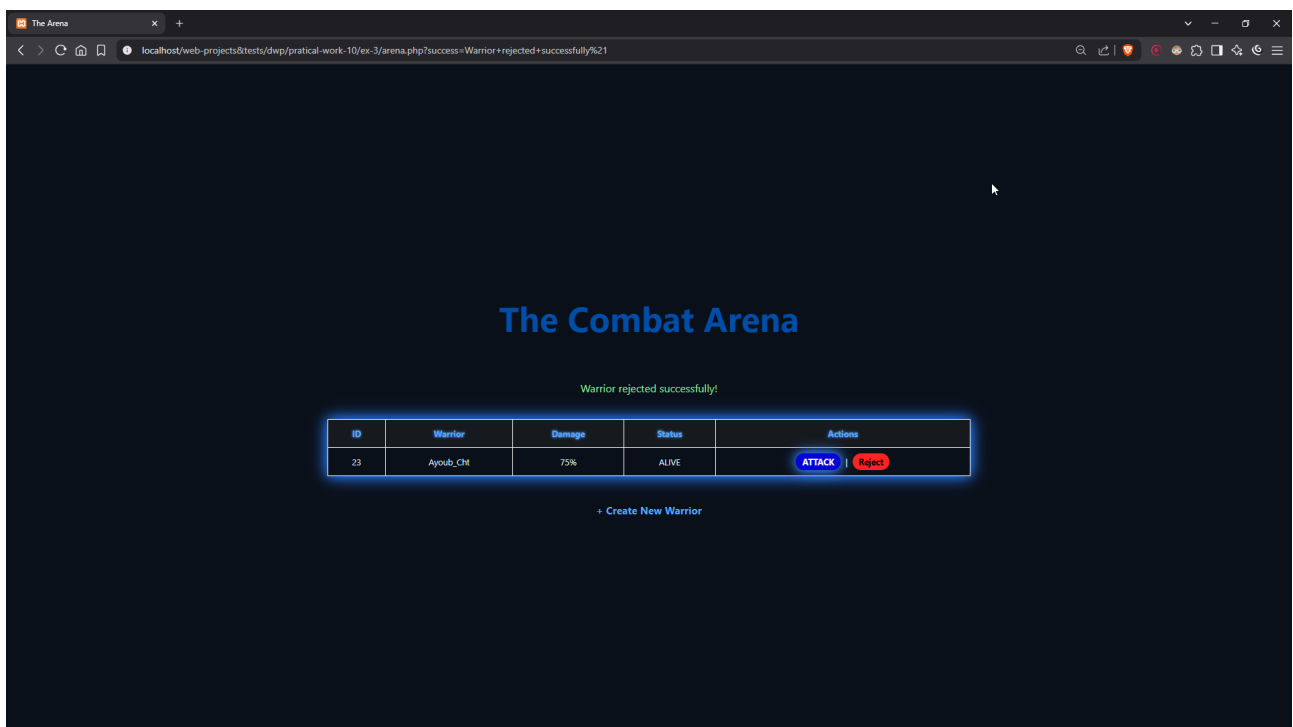 The Arena
localhost/web-projects&tests/dwp/pratical-work-10/ex-3/arena.php?success=Warrior+rejected+successfully%21
The Combat Arena
Warrior rejected successfully!
ID Warrior Damage Status Actions
23 Ayoub_Cht 75% ALIVE ATTACK | Reject
+ Create New Warrior